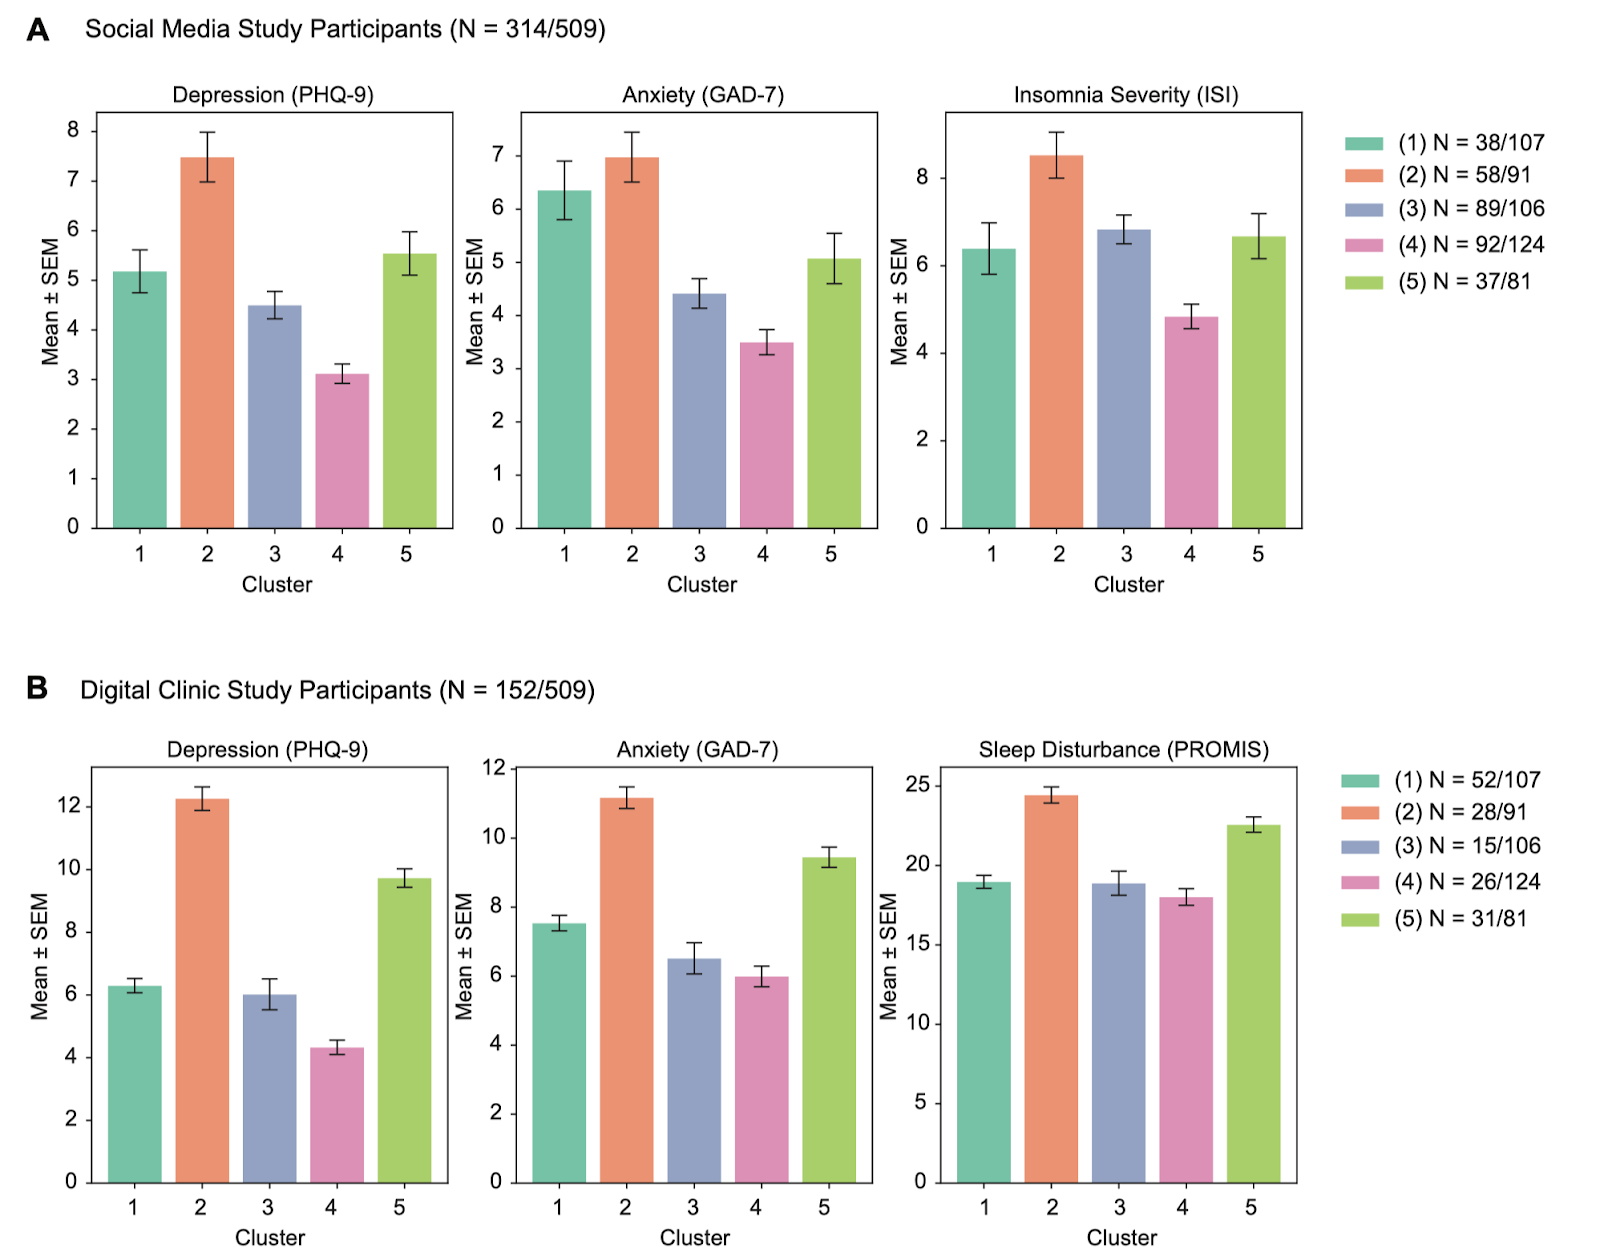 A Social Media Study Participants (N = 314/509)
Depression (PHQ-9)
Mean ± SEM
8
7
6
5
4
3
2
1
0
1 2 3 4 5
Cluster
Anxiety (GAD-7)
Mean ± SEM
7
6
5
4
3
2
1
0
1 2 3 4 5
Cluster
Insomnia Severity (ISI)
Mean ± SEM
8
6
4
2
0
1 2 3 4 5
Cluster
(1) N = 38/107
(2) N = 58/91
(3) N = 89/106
(4) N = 92/124
(5) N = 37/81
B Digital Clinic Study Participants (N = 152/509)
Depression (PHQ-9)
Mean ± SEM
12
10
8
6
4
2
0
1 2 3 4 5
Cluster
Anxiety (GAD-7)
Mean ± SEM
12
10
8
6
4
2
0
1 2 3 4 5
Cluster
Sleep Disturbance (PROMIS)
Mean ± SEM
25
20
15
10
5
0
1 2 3 4 5
Cluster
(1) N = 52/107
(2) N = 28/91
(3) N = 15/106
(4) N = 26/124
(5) N = 31/81